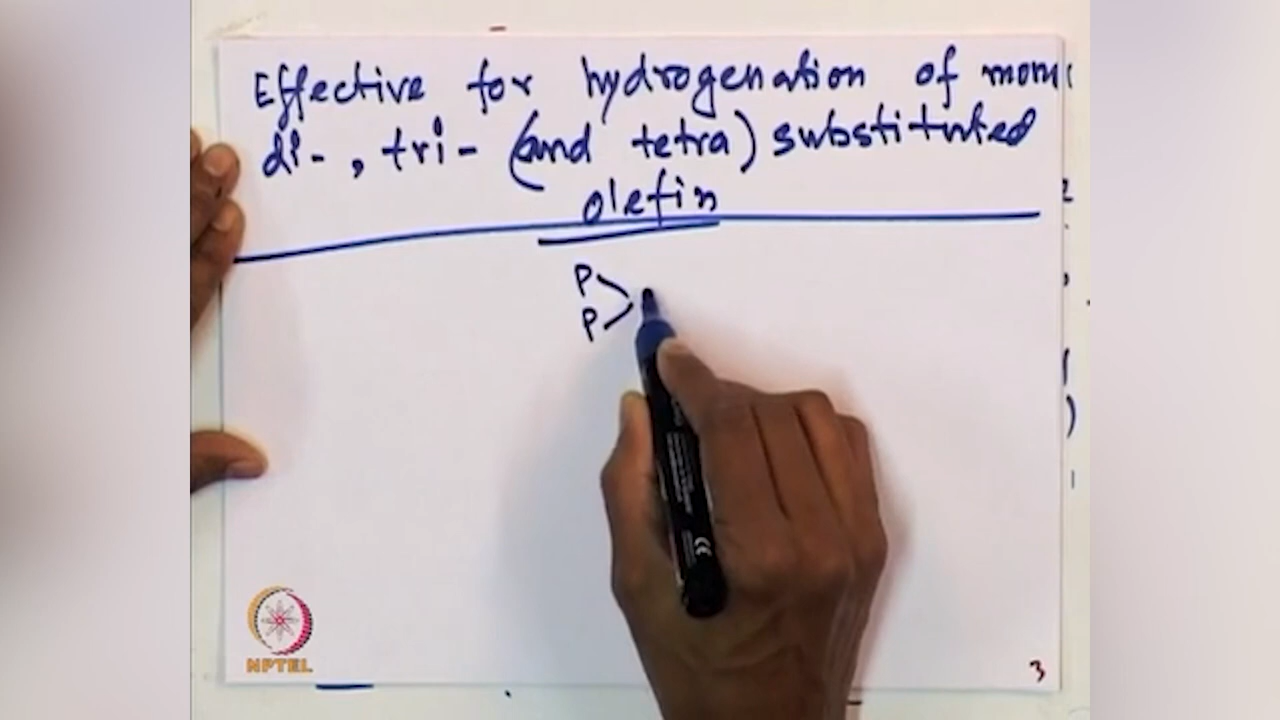 Effective for hydrogenation of mono
di-, tri- (and tetra) substituted
olefin
P
P
NPTEL
3